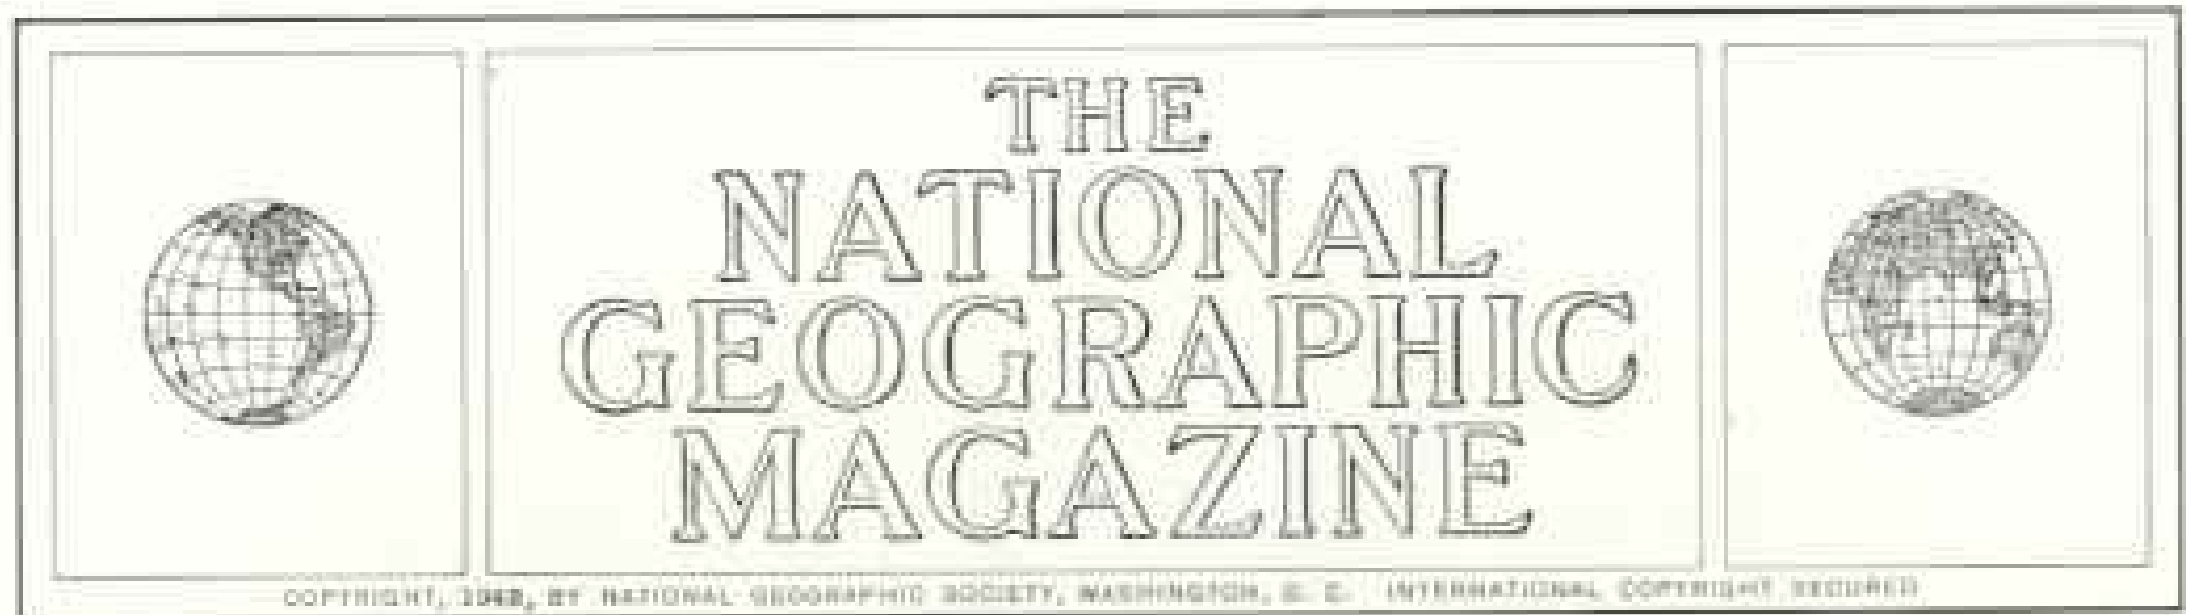 THE
NATIONAL
GEOGRAPHIC
MAGAZINE
COPYRIGHT, BY NATIONAL GEOGRAPHIC SOCIETY, WASHINGTON, D. C. INTERNATIONAL COPYRIGHT SECURED